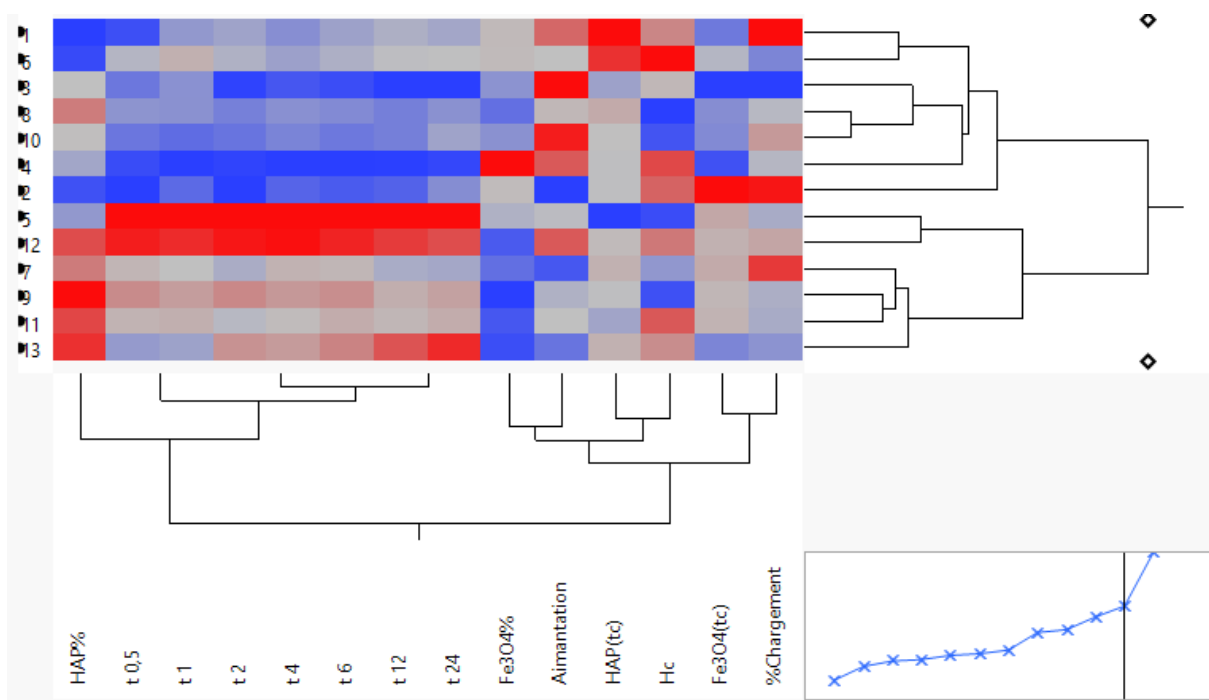 1
6
3
8
10
4
2
5
12
7
9
11
13
HAP%
t 0,5
t 1
t 2
t 4
t 6
t 12
t 24
Fe3O4%
Aimantation
HAP(tc)
Hc
Fe3O4(tc)
%Chargement